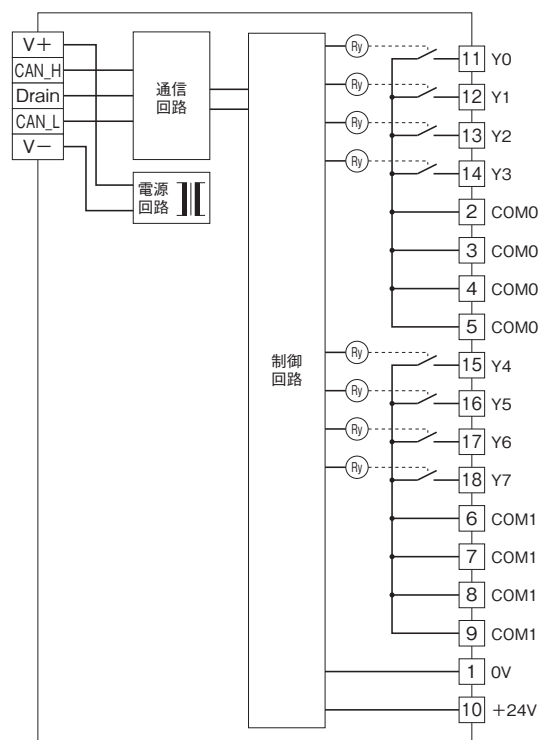 V＋
CAN_H
Drain
CAN_L
V－
通信
回路
電源
回路
制御
回路
Ry
11 Y0
Ry
12 Y1
Ry
13 Y2
Ry
14 Y3
2 COM0
3 COM0
4 COM0
5 COM0
Ry
15 Y4
Ry
16 Y5
Ry
17 Y6
Ry
18 Y7
6 COM1
7 COM1
8 COM1
9 COM1
1 0V
10 ＋24V